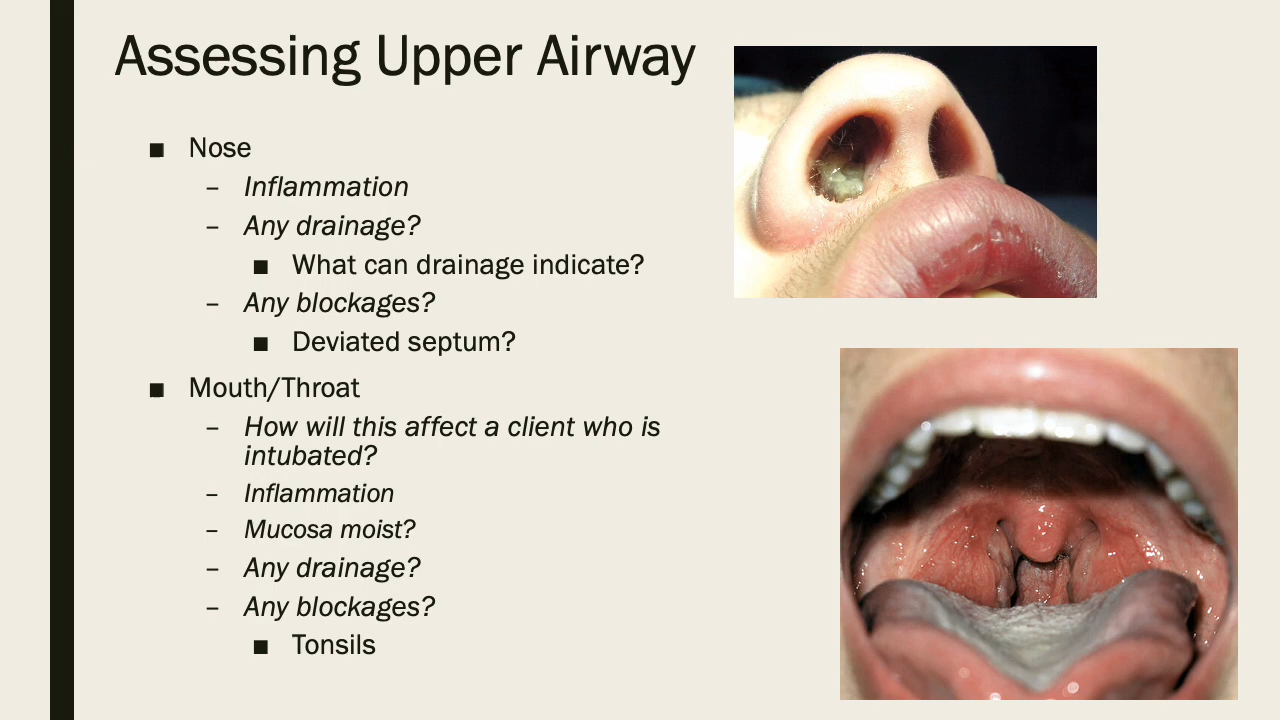 Assessing Upper Airway
■ Nose
– Inflammation
– Any drainage?
■ What can drainage indicate?
– Any blockages?
■ Deviated septum?
■ Mouth/Throat
– How will this affect a client who is
intubated?
– Inflammation
– Mucosa moist?
– Any drainage?
– Any blockages?
■ Tonsils